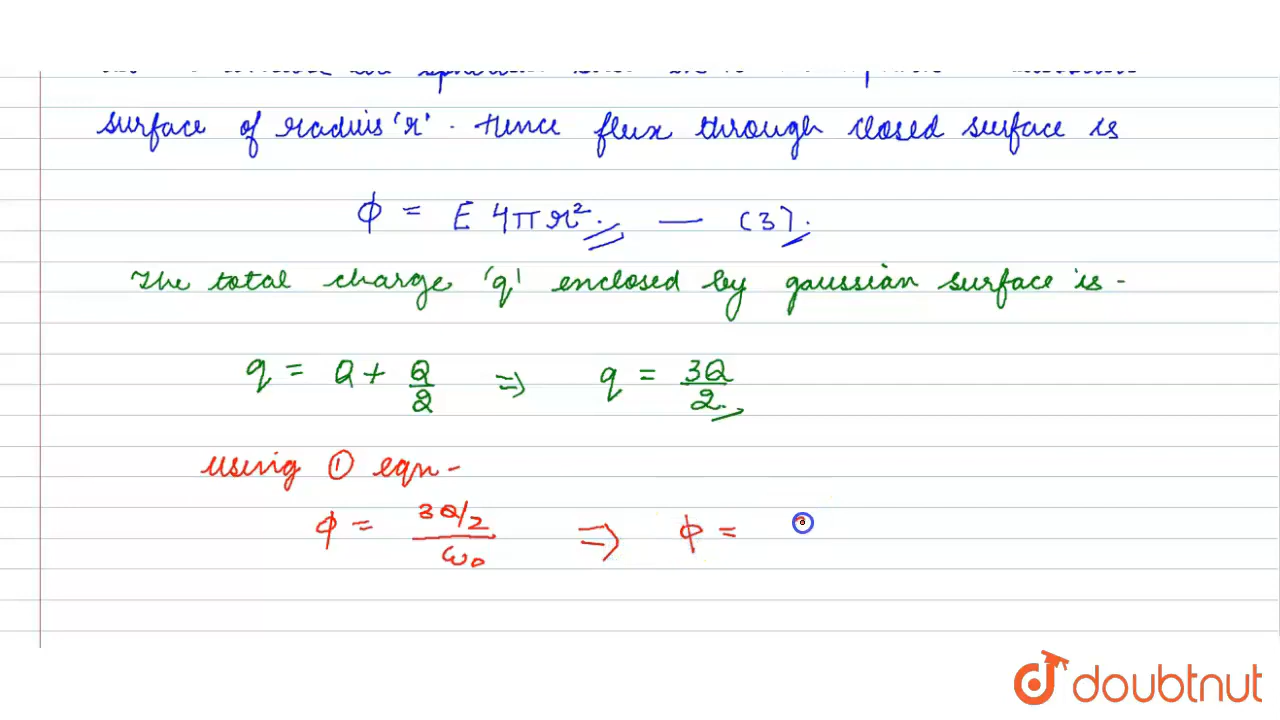 surface of radius 'r'. Hence flux through closed surface is
φ = E 4πr². — (3).
The total charge 'q' enclosed by gaussian surface is -
q = Q + Q/2 ⇒ q = 3Q/2
using ① eqn -
φ = 3Q/2 / ε₀ ⇒ φ =
doubtnut